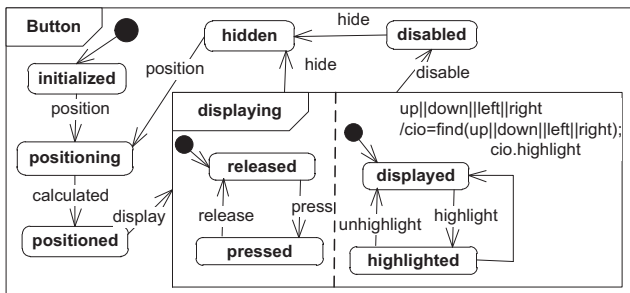 Button
hidden
hide
disabled
initialized
position
hide
disable
position
displaying
up||down||left||right
/cio=find(up||down||left||right);
cio.highlight
positioning
released
displayed
calculated
display
release
press
unhighlight
highlight
positioned
pressed
highlighted